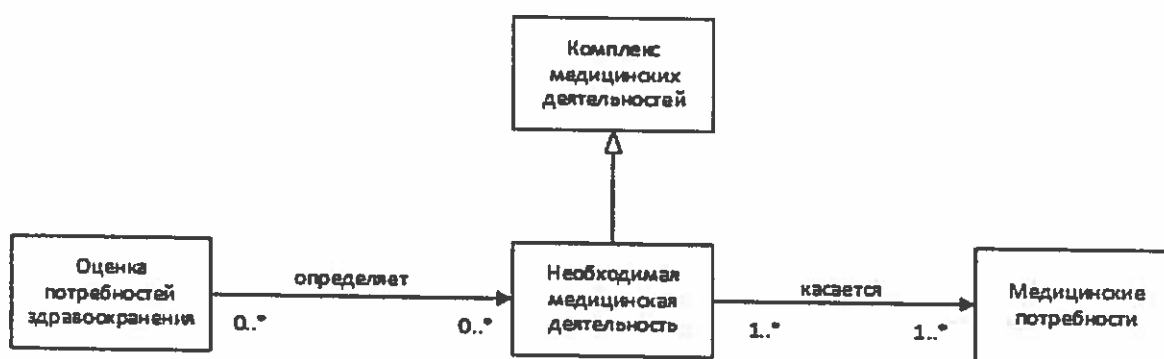 Комплекс
медицинских
деятельностей
Оценка
потребностей
здравоохранения
определяет
0..*
0..*
Необходимая
медицинская
деятельность
касается
1..*
1..*
Медицинские
потребности